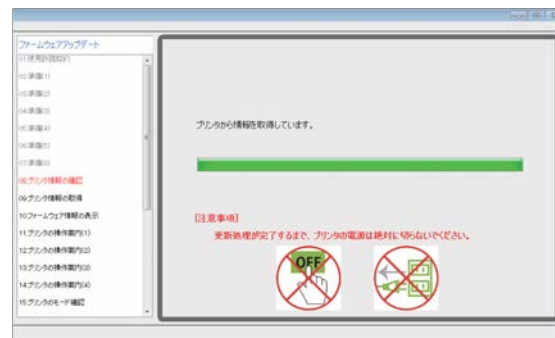 ファームウェアアップデート
01.使用許諾契約
02.準備(1)
03.準備(2)
04.準備(3)
05.準備(4)
06.準備(5)
07.準備(6)
08.プリンタ情報の確認
09.プリンタ情報の取得
10.ファームウェア情報の表示
11.プリンタの操作案内(1)
12.プリンタの操作案内(2)
13.プリンタの操作案内(3)
14.プリンタの操作案内(4)
15.プリンタのモード確認
プリンタから情報を取得しています。
[注意事項]
更新処理が完了するまで、プリンタの電源は絶対に切らないでください。
OFF